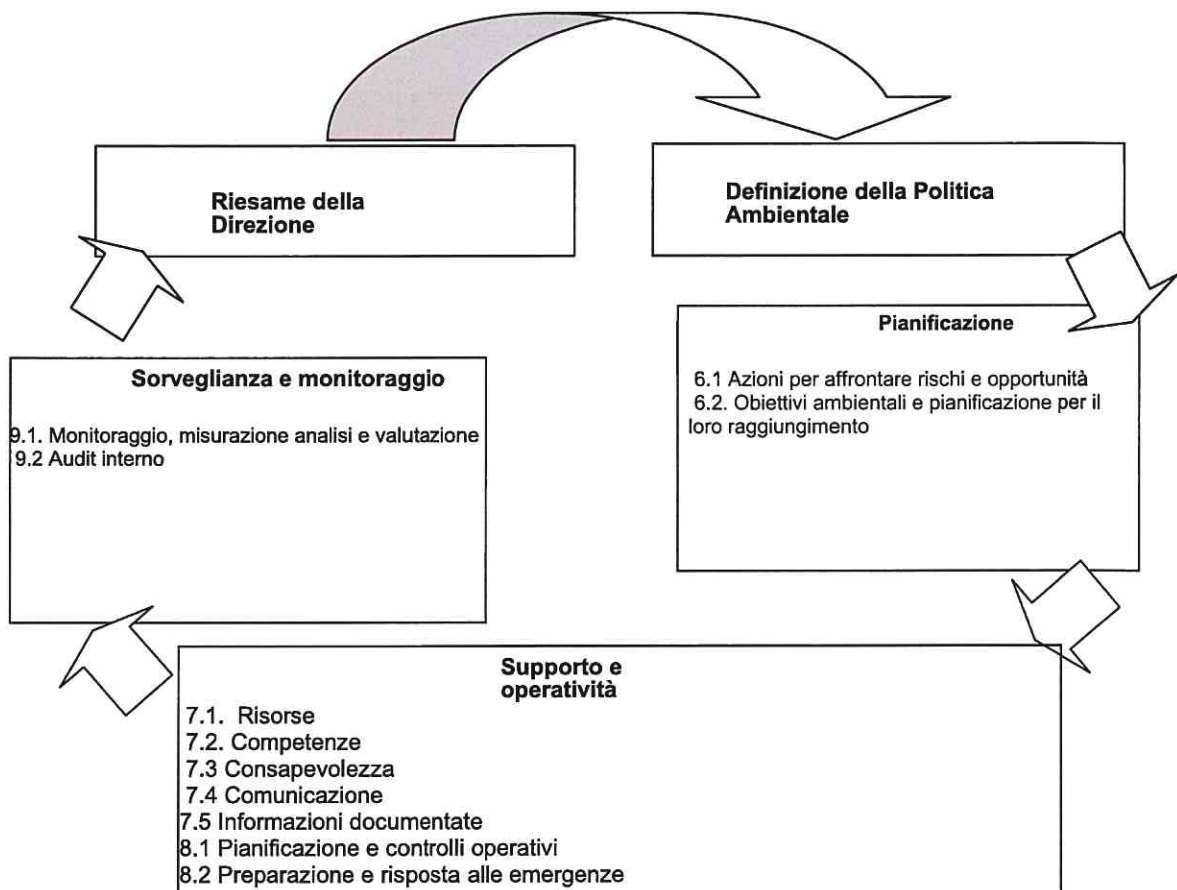 Riesame della
Direzione
Definizione della Politica
Ambientale
Pianificazione
6.1 Azioni per affrontare rischi e opportunità
6.2. Obiettivi ambientali e pianificazione per il
loro raggiungimento
Sorveglianza e monitoraggio
9.1. Monitoraggio, misurazione analisi e valutazione
9.2 Audit interno
Supporto e
operatività
7.1. Risorse
7.2. Competenze
7.3 Consapevolezza
7.4 Comunicazione
7.5 Informazioni documentate
8.1 Pianificazione e controlli operativi
8.2 Preparazione e risposta alle emergenze